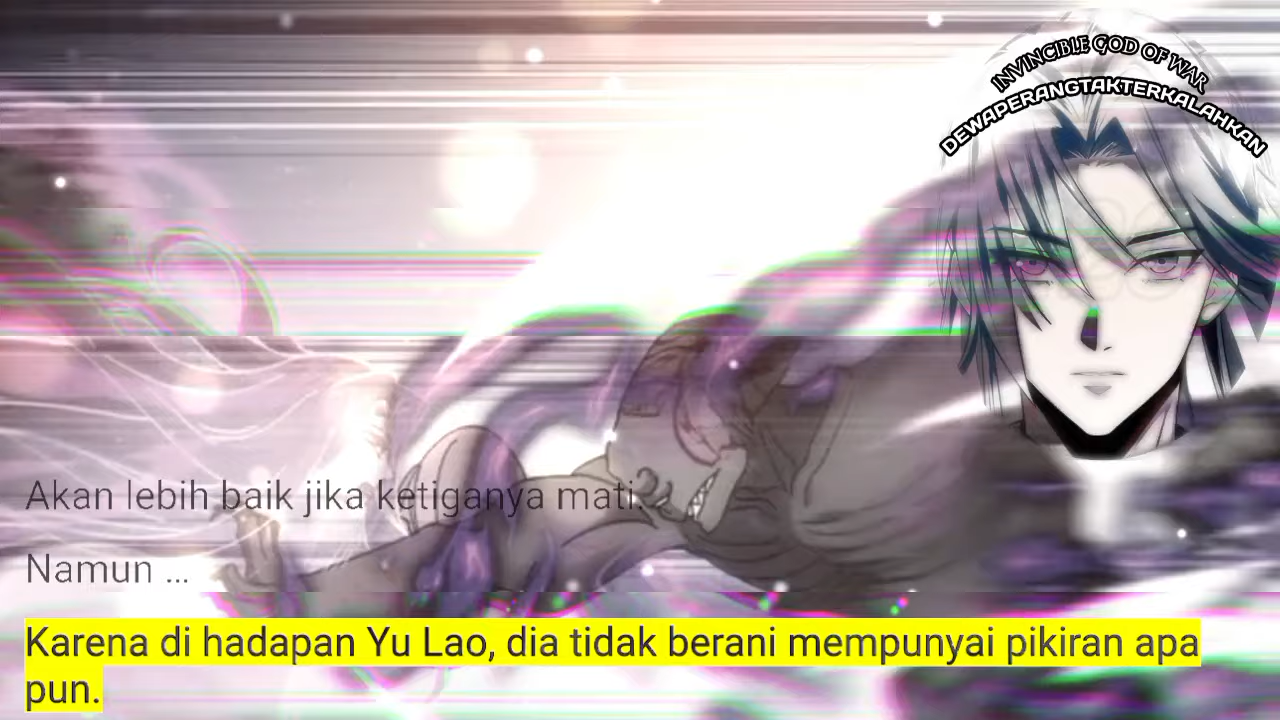 INVINCIBLE GOD OF WAR
DEWAPERANGTAKTERKALAHKAN
Akan lebih baik jika ketiganya mati.
Namun ...
Karena di hadapan Yu Lao, dia tidak berani mempunyai pikiran apa
pun.